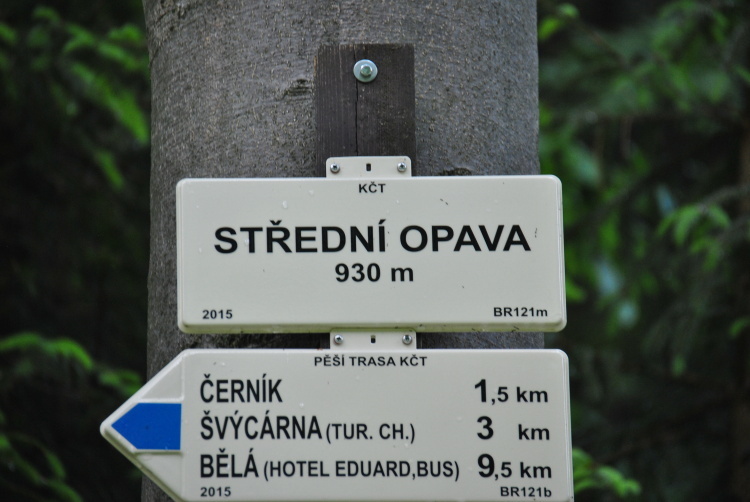 KČT
STŘEDNÍ OPAVA
930 m
2015 BR121m
PĚŠÍ TRASA KČT
ČERNÍK 1,5 km
ŠVÝCÁRNA (TUR. CH.) 3 km
BĚLÁ (HOTEL EDUARD,BUS) 9,5 km
2015 BR121b